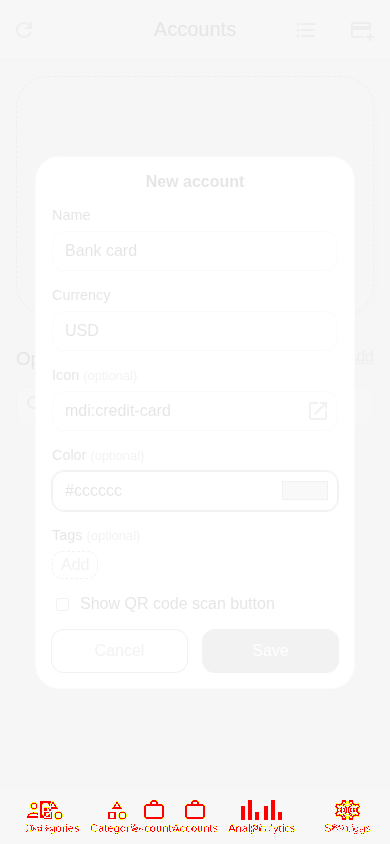 Accounts
New account
Name
Bank card
Currency
USD
Icon (optional)
mdi:credit-card
Color (optional)
#cccccc
Tags (optional)
Add
Show QR code scan button
Cancel Save